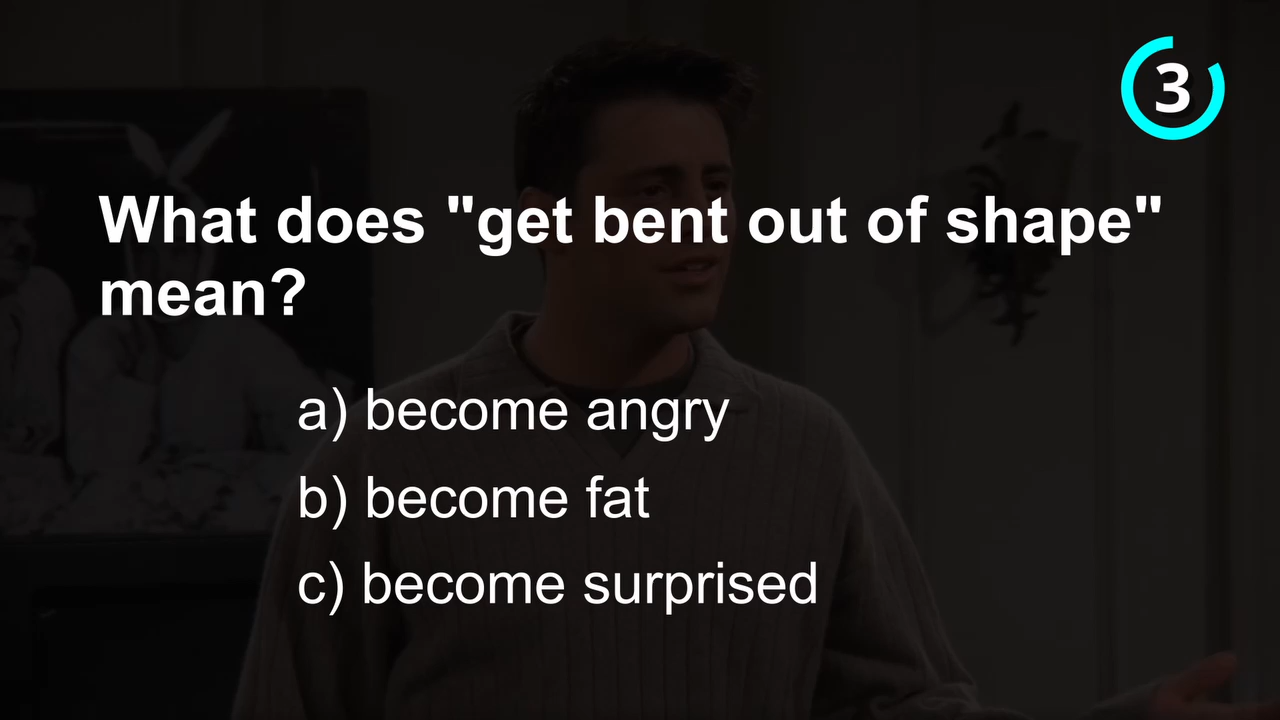 3
What does "get bent out of shape"
mean?
a) become angry
b) become fat
c) become surprised